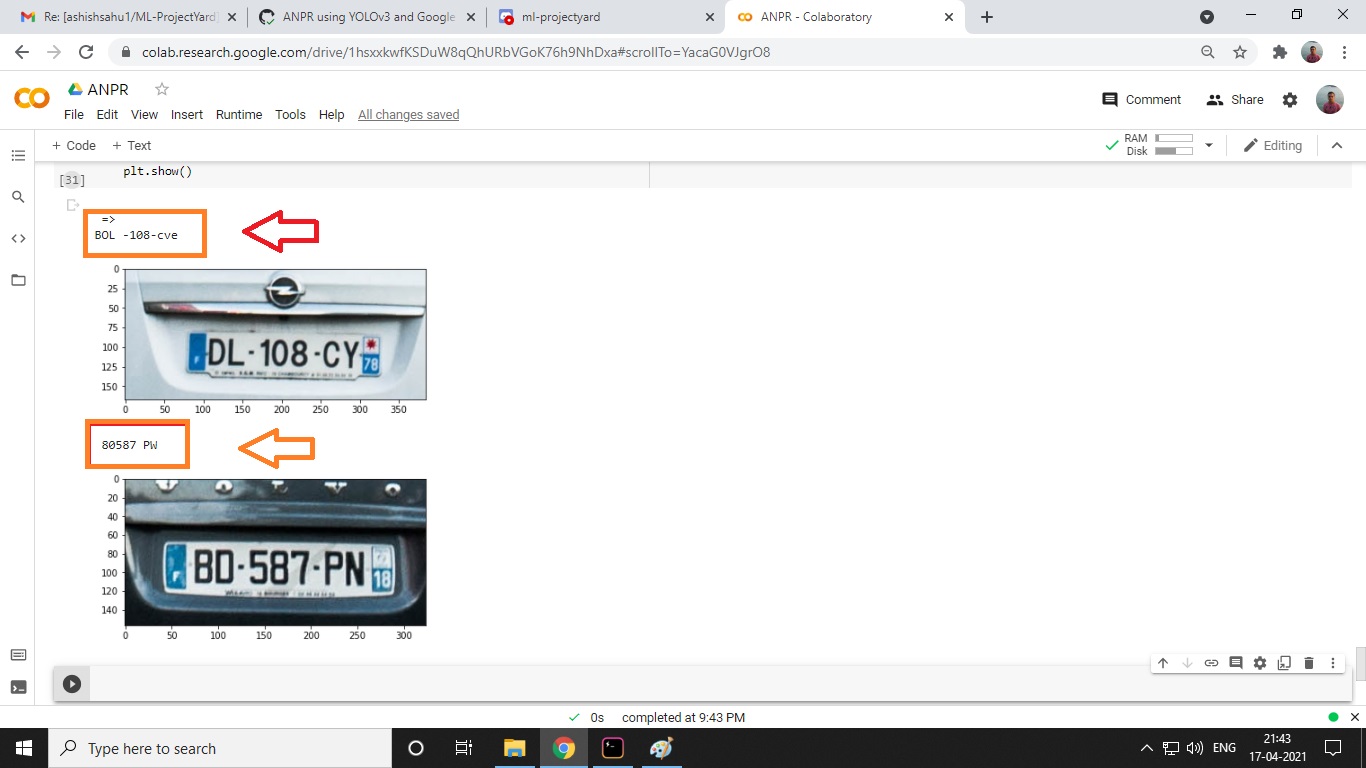 Re: [ashishsahu1/ML-ProjectYard]
ANPR using YOLOv3 and Google
ml-projectyard
ANPR - Colaboratory
colab.research.google.com/drive/1hsxxkwfKSDuW8qQhURbVGoK76h9NhDxa#scrollTo=YacaG0VJgrO8
ANPR
File Edit View Insert Runtime Tools Help All changes saved
Comment Share
+ Code + Text
RAM
Disk
Editing
[31]
plt.show()
=>
BOL -108-cve
0
25
50
75
100
125
150
F
DL-108-CY
78
0 50 100 150 200 250 300 350
80587 PW
0
20
40
60
80
100
120
140
F
BD-587-PN
18
0 50 100 150 200 250 300
0s completed at 9:43 PM
Type here to search
ENG
21:43
17-04-2021